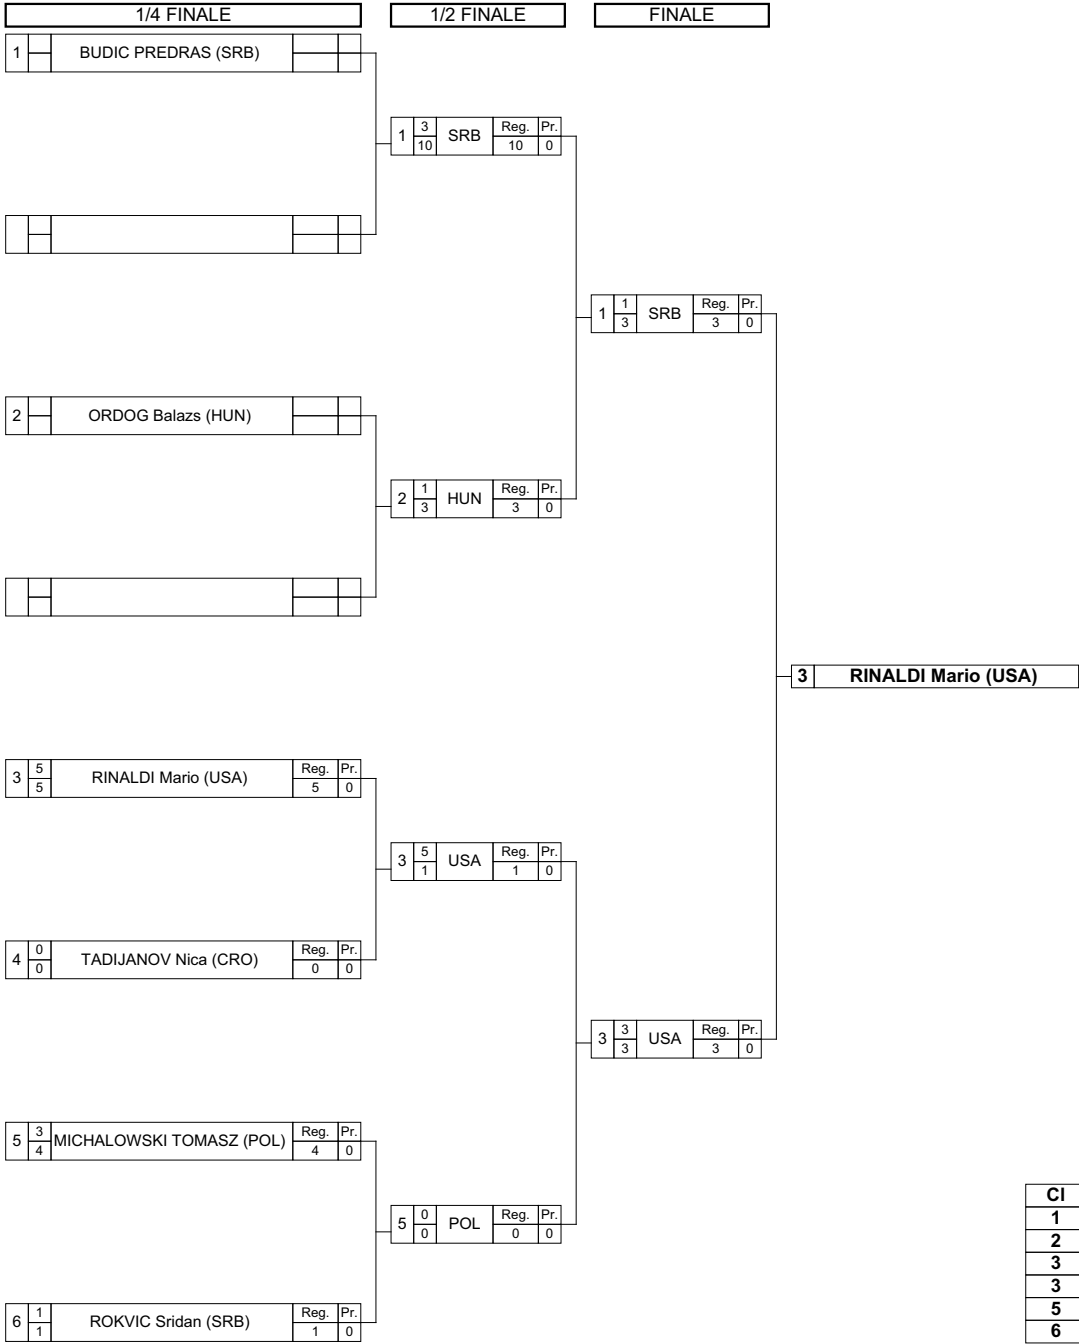 1/4 FINALE 1/2 FINALE FINALE
1 BUDIC PREDRAS (SRB)
3 Reg. Pr.
1 SRB
10 10 0
1 Reg. Pr.
1 SRB
3 3 0
2 ORDOG Balazs (HUN)
1 Reg. Pr.
2 HUN
3 3 0
3 RINALDI Mario (USA)
5 Reg. Pr.
3 RINALDI Mario (USA)
5 5 0
5 Reg. Pr.
3 USA
1 1 0
0 Reg. Pr.
4 TADIJANOV Nica (CRO)
0 0 0
3 Reg. Pr.
3 USA
3 3 0
3 Reg. Pr.
5 MICHALOWSKI TOMASZ (POL)
4 4 0
Cl
0 Reg. Pr.
5 POL
0 0 0
1
2
3
3
5
6
1 Reg. Pr.
6 ROKVIC Sridan (SRB)
1 1 0